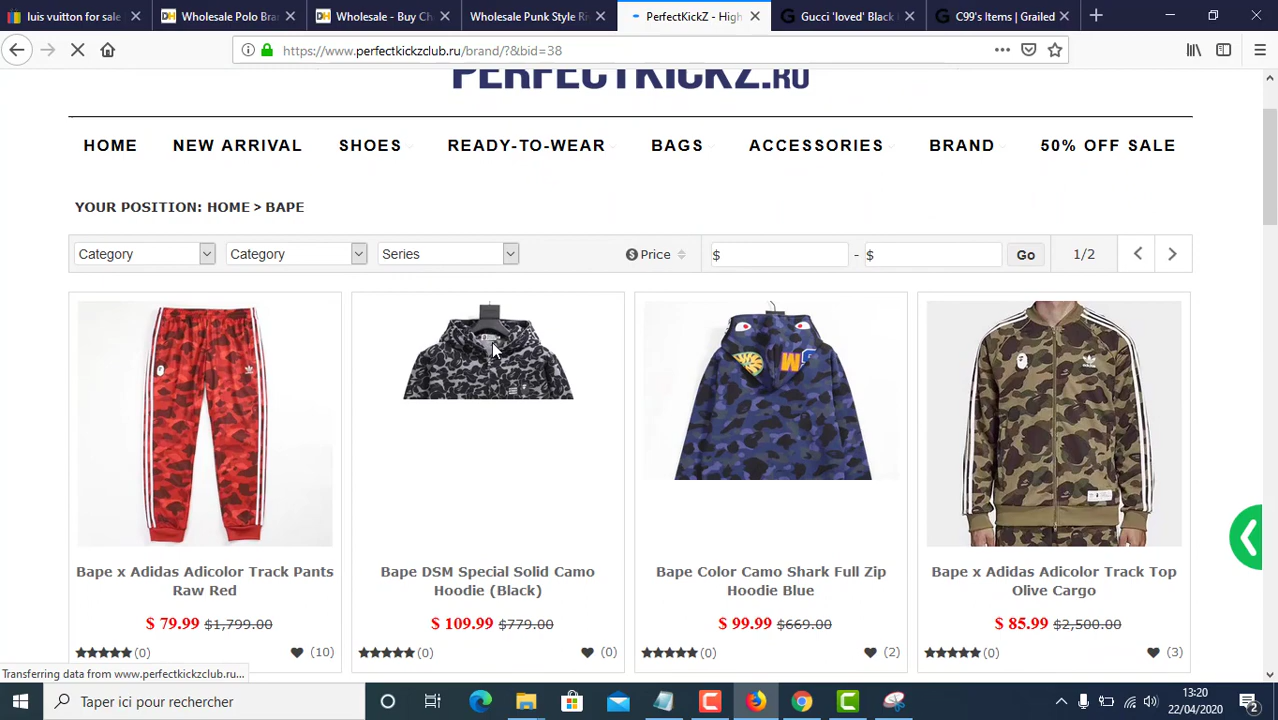 luis vuitton for sale
Wholesale Polo Bran
Wholesale - Buy Ch
Wholesale Punk Style Ri
PerfectKickZ - High
Gucci 'loved' Black
C99's Items | Grailed
https://www.perfectkickzclub.ru/brand/?&bid=38
PERFECTKICKZ.RU
HOME NEW ARRIVAL SHOES READY-TO-WEAR BAGS ACCESSORIES BRAND 50% OFF SALE
YOUR POSITION: HOME > BAPE
Category Category Series Price $ - $ Go 1/2
Bape x Adidas Adicolor Track Pants
Raw Red
$ 79.99 $1,799.00
(0) (10)
Bape DSM Special Solid Camo
Hoodie (Black)
$ 109.99 $779.00
(0) (0)
Bape Color Camo Shark Full Zip
Hoodie Blue
$ 99.99 $669.00
(0) (2)
Bape x Adidas Adicolor Track Top
Olive Cargo
$ 85.99 $2,500.00
(0) (3)
Transferring data from www.perfectkickzclub.ru...
Taper ici pour rechercher
13:20
22/04/2020
2